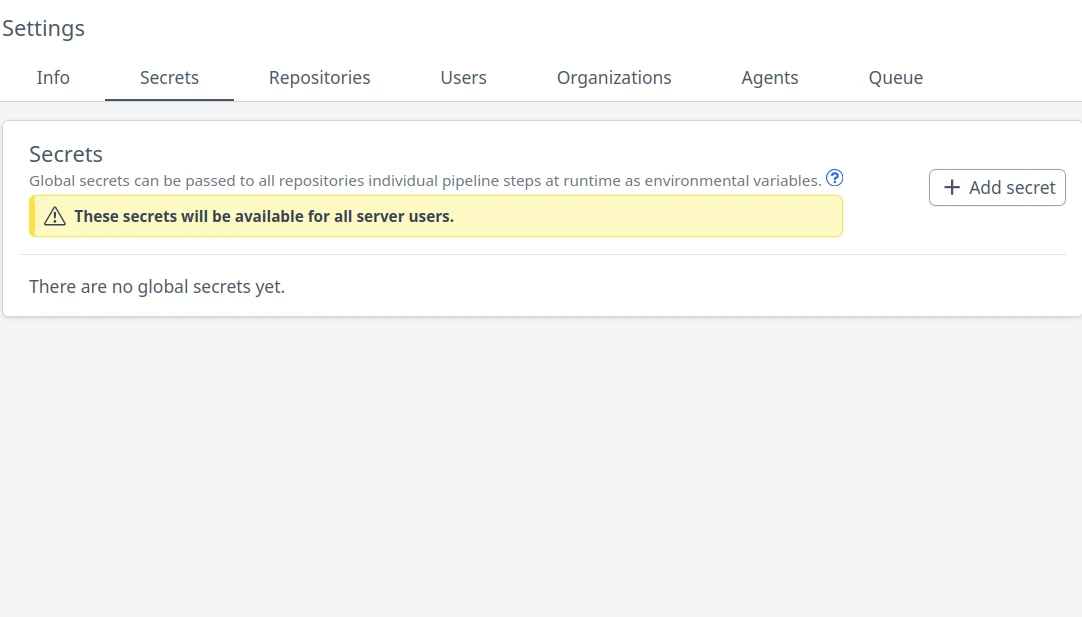 Settings
Info Secrets Repositories Users Organizations Agents Queue
Secrets
Global secrets can be passed to all repositories individual pipeline steps at runtime as environmental variables.
+ Add secret
These secrets will be available for all server users.
There are no global secrets yet.